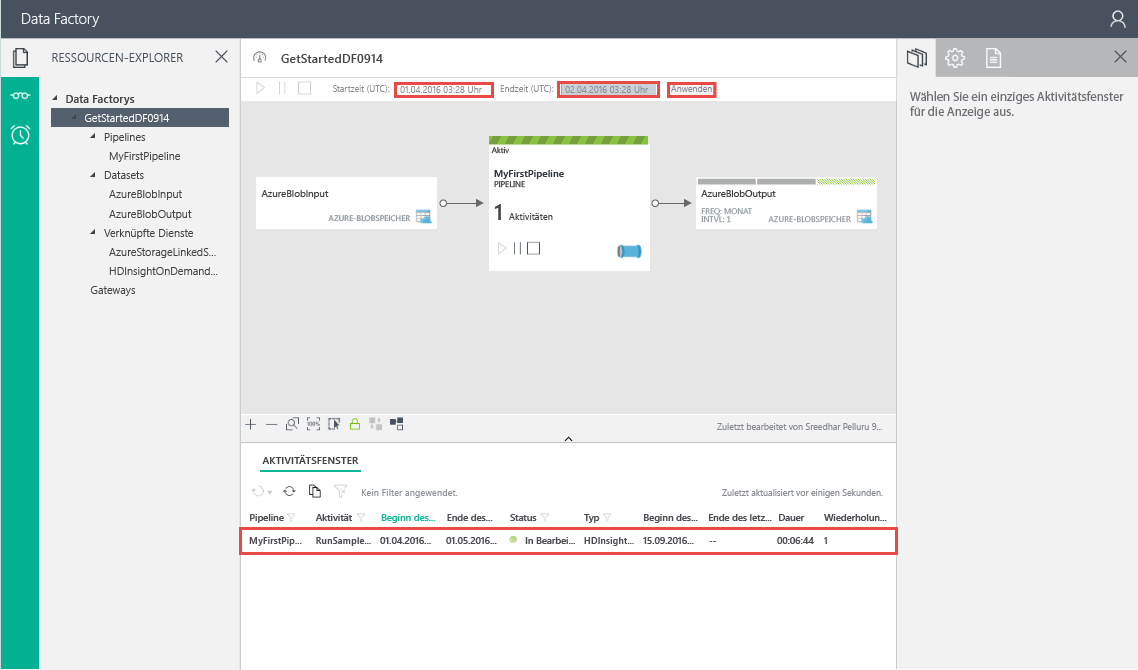 Data Factory
RESSOURCEN-EXPLORER
Data Factorys
GetStartedDF0914
Pipelines
MyFirstPipeline
Datasets
AzureBlobInput
AzureBlobOutput
Verknüpfte Dienste
AzureStorageLinkedS...
HDInsightOnDemand...
Gateways
GetStartedDF0914
Startzeit (UTC): 01.04.2016 03:28 Uhr Endzeit (UTC): 02.04.2016 03:28 Uhr Anwenden
AzureBlobInput
AZURE-BLOBSPEICHER
Aktiv
MyFirstPipeline
PIPELINE
1 Aktivitäten
AzureBlobOutput
FREQ: MONAT
INTVL: 1
AZURE-BLOBSPEICHER
100%
Zuletzt bearbeitet von Sreedhar Pelluru 9...
AKTIVITÄTSFENSTER
Kein Filter angewendet.
Zuletzt aktualisiert vor einigen Sekunden.
Pipeline Aktivität Beginn des... Ende des... Status Typ Beginn des... Ende des letz... Dauer Wiederholun...
MyFirstPip... RunSample... 01.04.2016... 01.05.2016... In Bearbei... HDInsight... 15.09.2016... -- 00:06:44 1
Wählen Sie ein einziges Aktivitätsfenster
für die Anzeige aus.